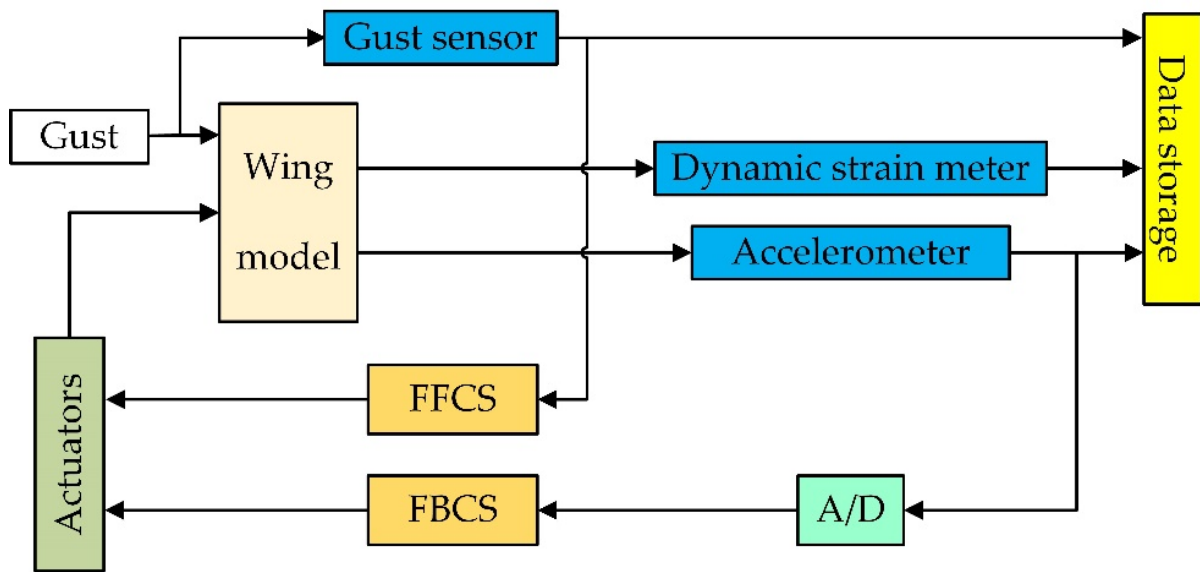 Gust sensor
Gust
Wing
model
Dynamic strain meter
Accelerometer
Data storage
Actuators
FFCS
FBCS
A/D